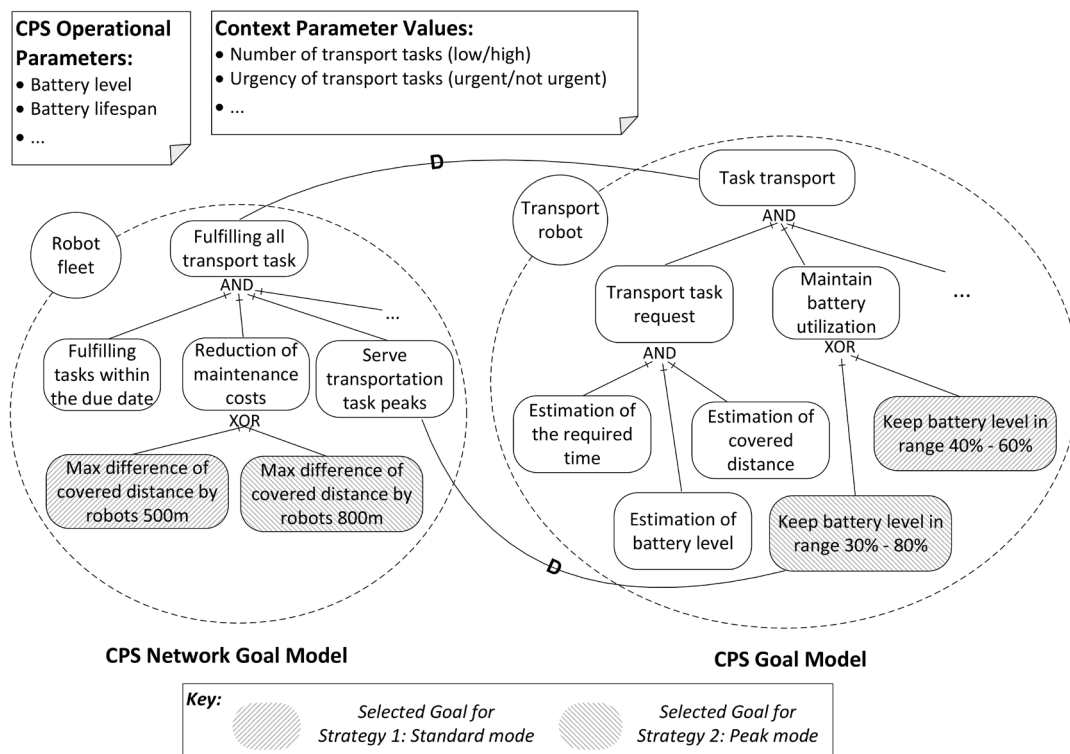 CPS Operational
Parameters:
• Battery level
• Battery lifespan
• ...
Context Parameter Values:
• Number of transport tasks (low/high)
• Urgency of transport tasks (urgent/not urgent)
• ...
D
Robot
fleet
Fulfilling all
transport task
AND
...
Fulfilling
tasks within
the due date
Reduction of
maintenance
costs
Serve
transportation
task peaks
XOR
Max difference of
covered distance by
robots 500m
Max difference of
covered distance by
robots 800m
Transport
robot
Task transport
AND
Transport task
request
Maintain
battery
utilization
...
AND
XOR
Estimation of
the required
time
Estimation of
covered
distance
Keep battery level in
range 40% - 60%
Estimation of
battery level
Keep battery level in
range 30% - 80%
D
CPS Network Goal Model
CPS Goal Model
Key:
Selected Goal for
Strategy 1: Standard mode
Selected Goal for
Strategy 2: Peak mode